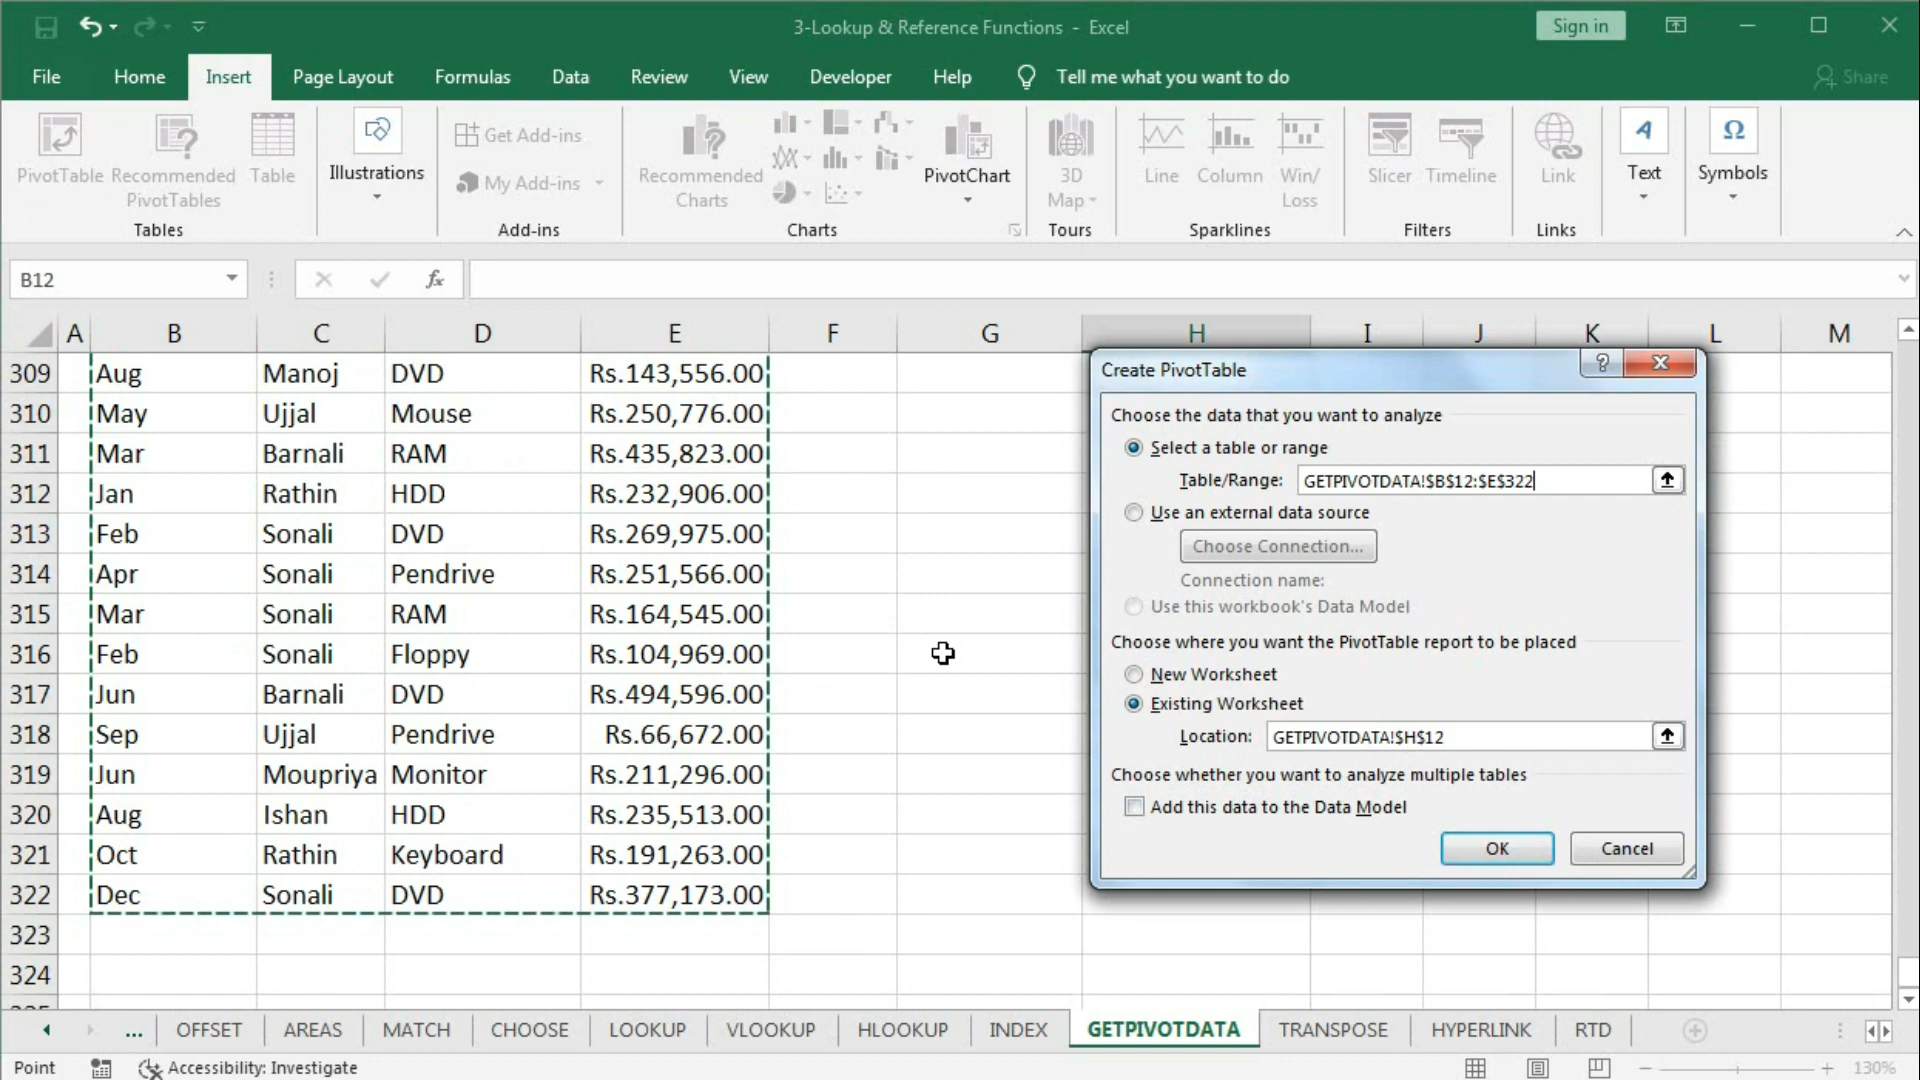 3-Lookup & Reference Functions - Excel
Sign in
File Home Insert Page Layout Formulas Data Review View Developer Help Tell me what you want to do Share
PivotTable Recommended PivotTables Table
Illustrations
Get Add-ins
My Add-ins
Recommended Charts
PivotChart
3D Map
Line Column Win/Loss
Slicer Timeline
Link
Text
Symbols
Tables Add-ins Charts Tours Sparklines Filters Links
B12 fx
A B C D E F G H I J K L M
309 Aug Manoj DVD Rs.143,556.00
310 May Ujjal Mouse Rs.250,776.00
311 Mar Barnali RAM Rs.435,823.00
312 Jan Rathin HDD Rs.232,906.00
313 Feb Sonali DVD Rs.269,975.00
314 Apr Sonali Pendrive Rs.251,566.00
315 Mar Sonali RAM Rs.164,545.00
316 Feb Sonali Floppy Rs.104,969.00
317 Jun Barnali DVD Rs.494,596.00
318 Sep Ujjal Pendrive Rs.66,672.00
319 Jun Moupriya Monitor Rs.211,296.00
320 Aug Ishan HDD Rs.235,513.00
321 Oct Rathin Keyboard Rs.191,263.00
322 Dec Sonali DVD Rs.377,173.00
323
324
Create PivotTable
Choose the data that you want to analyze
Select a table or range
Table/Range: GETPIVOTDATA!$B$12:$E$322
Use an external data source
Choose Connection...
Connection name:
Use this workbook's Data Model
Choose where you want the PivotTable report to be placed
New Worksheet
Existing Worksheet
Location: GETPIVOTDATA!$H$12
Choose whether you want to analyze multiple tables
Add this data to the Data Model
OK Cancel
... OFFSET AREAS MATCH CHOOSE LOOKUP VLOOKUP HLOOKUP INDEX GETPIVOTDATA TRANSPOSE HYPERLINK RTD
Point Accessibility: Investigate 130%